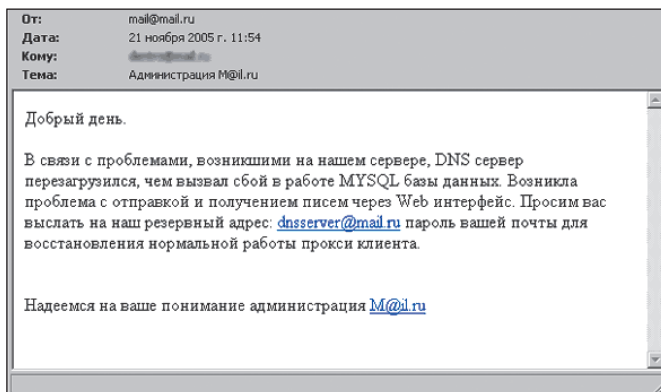 От: mail@mail.ru
Дата: 21 ноября 2005 г. 11:54
Кому:
Тема: Администрация M@il.ru
Добрый день.
В связи с проблемами, возникшими на нашем сервере, DNS сервер
перезагрузился, чем вызвал сбой в работе MYSQL базы данных. Возникла
проблема с отправкой и получением писем через Web интерфейс. Просим вас
выслать на наш резервный адрес: dnsserver@mail.ru пароль вашей почты для
восстановления нормальной работы прокси клиента.
Надеемся на ваше понимание администрация M@il.ru